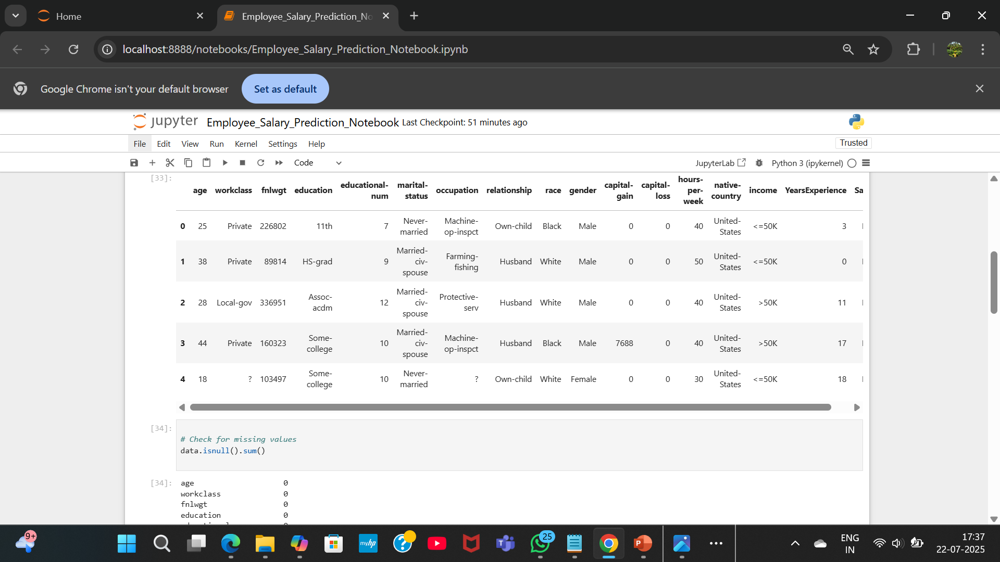 Home
Employee_Salary_Prediction_No
localhost:8888/notebooks/Employee_Salary_Prediction_Notebook.ipynb
Google Chrome isn't your default browser
Set as default
jupyter
Employee_Salary_Prediction_Notebook Last Checkpoint: 51 minutes ago
File Edit View Run Kernel Settings Help
Trusted
Code
JupyterLab
Python 3 (ipykernel)
[33]:
age workclass fnlwgt education educational-num marital-status occupation relationship race gender capital-gain capital-loss hours-per-week native-country income YearsExperience Sa
0 25 Private 226802 11th 7 Never-married Machine-op-inspct Own-child Black Male 0 0 40 United-States <=50K 3
1 38 Private 89814 HS-grad 9 Married-civ-spouse Farming-fishing Husband White Male 0 0 50 United-States <=50K 0
2 28 Local-gov 336951 Assoc-acdm 12 Married-civ-spouse Protective-serv Husband White Male 0 0 40 United-States >50K 11
3 44 Private 160323 Some-college 10 Married-civ-spouse Machine-op-inspct Husband Black Male 7688 0 40 United-States >50K 17
4 18 ? 103497 Some-college 10 Never-married ? Own-child White Female 0 0 30 United-States <=50K 18
[34]:
# Check for missing values
data.isnull().sum()
[34]:
age 0
workclass 0
fnlwgt 0
education 0
9+
myhp
25
ENG
IN
17:37
22-07-2025